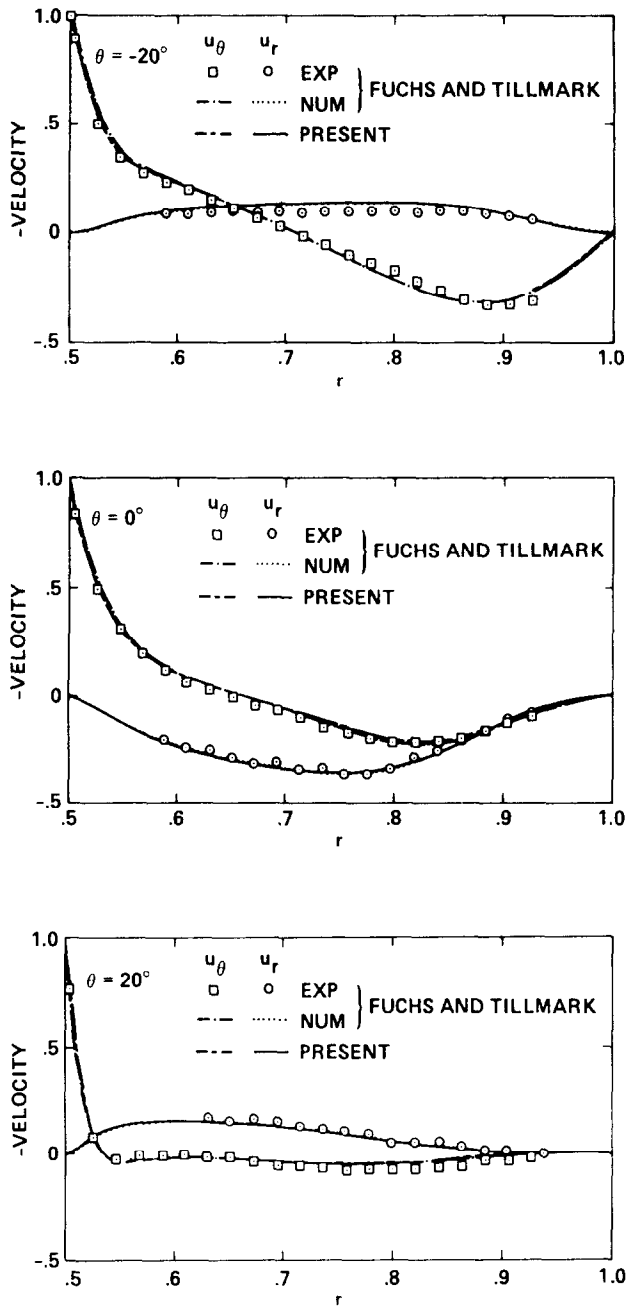 1.0
θ = -20°
u_θ u_r
EXP
NUM
FUCHS AND TILLMARK
PRESENT
.5
-VELOCITY
0
-.5
.5 .6 .7 .8 .9 1.0
r
1.0
θ = 0°
u_θ u_r
EXP
NUM
FUCHS AND TILLMARK
PRESENT
.5
-VELOCITY
0
-.5
.5 .6 .7 .8 .9 1.0
r
1.0
θ = 20°
u_θ u_r
EXP
NUM
FUCHS AND TILLMARK
PRESENT
.5
-VELOCITY
0
-.5
.5 .6 .7 .8 .9 1.0
r